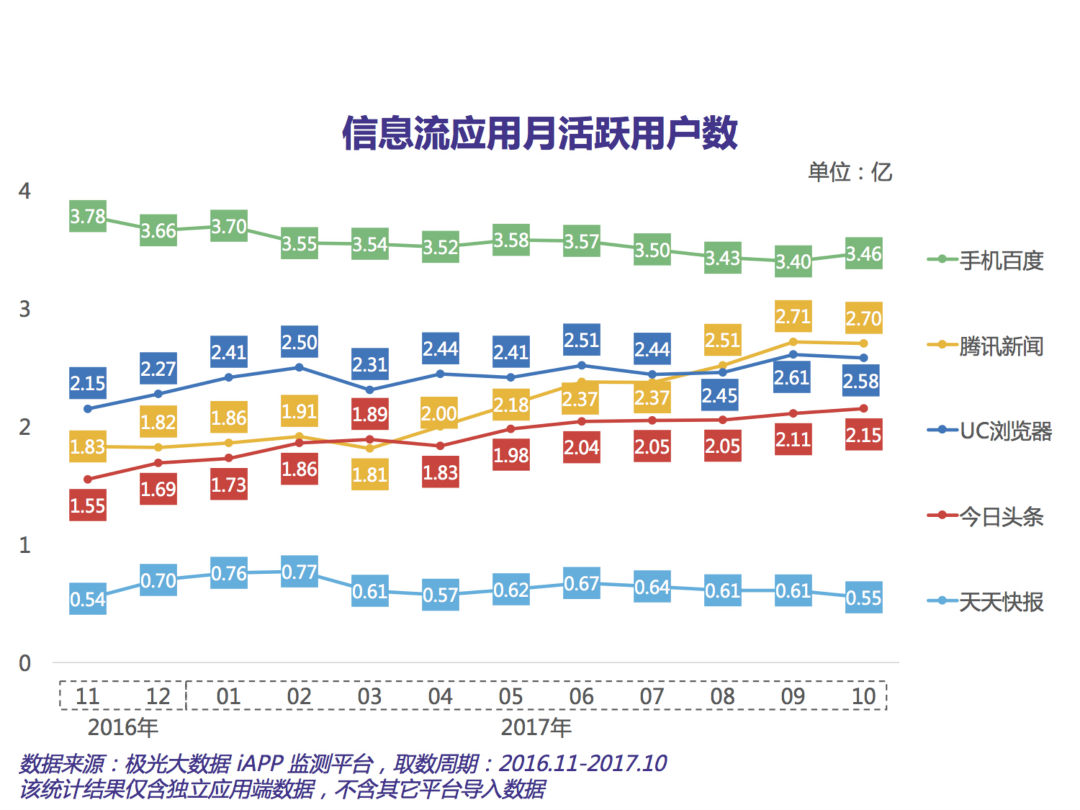 信息流应用月活跃用户数
单位：亿
4
3
2
1
0
3.78 3.66 3.70 3.55 3.54 3.52 3.58 3.57 3.50 3.43 3.40 3.46
手机百度
1.83 1.82 1.86 1.91 1.81 2.00 2.18 2.37 2.37 2.51 2.71 2.70
腾讯新闻
2.15 2.27 2.41 2.50 2.31 2.44 2.41 2.51 2.44 2.45 2.61 2.58
UC浏览器
1.55 1.69 1.73 1.86 1.89 1.83 1.98 2.04 2.05 2.05 2.11 2.15
今日头条
0.54 0.70 0.76 0.77 0.61 0.57 0.62 0.67 0.64 0.61 0.61 0.55
天天快报
11 12 01 02 03 04 05 06 07 08 09 10
2016年 2017年
数据来源：极光大数据 iAPP 监测平台，取数周期：2016.11-2017.10
该统计结果仅含独立应用端数据，不含其它平台导入数据